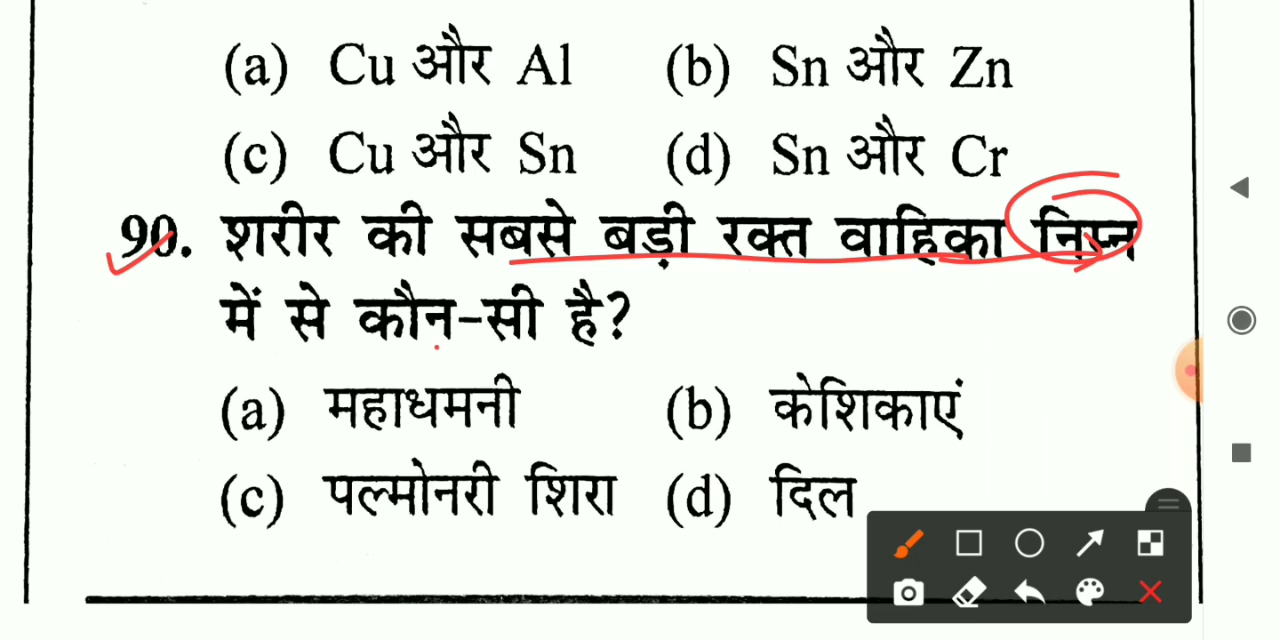 (a) Cu और Al (b) Sn और Zn
(c) Cu और Sn (d) Sn और Cr
90. शरीर की सबसे बड़ी रक्त वाहिका निम्न
में से कौन-सी है?
(a) महाधमनी (b) केशिकाएं
(c) पल्मोनरी शिरा (d) दिल